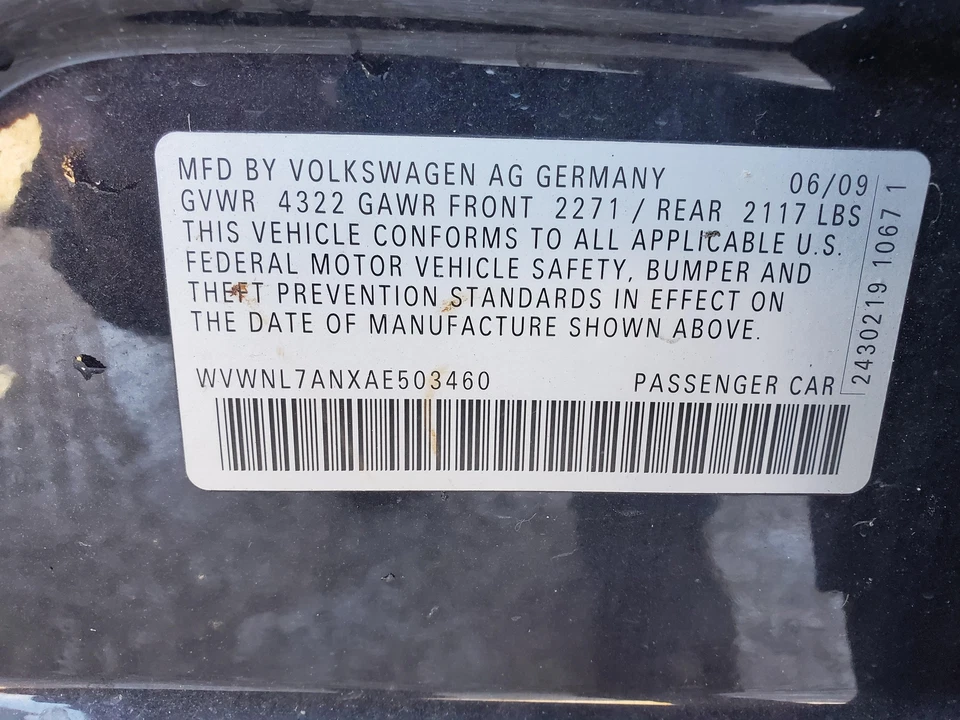 MFD BY VOLKSWAGEN AG GERMANY 06/09
GVWR 4322 GAWR FRONT 2271 / REAR 2117 LBS
THIS VEHICLE CONFORMS TO ALL APPLICABLE U.S.
FEDERAL MOTOR VEHICLE SAFETY, BUMPER AND
THEFT PREVENTION STANDARDS IN EFFECT ON
THE DATE OF MANUFACTURE SHOWN ABOVE.
WVWNL7ANXAE503460 PASSENGER CAR
2430219 1067 1